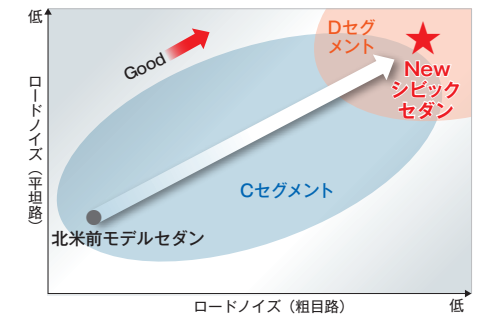 低
ロードノイズ（平坦路）
Good
Dセグ
メント
New
シビック
セダン
Cセグメント
北米前モデルセダン
ロードノイズ（粗目路）
低